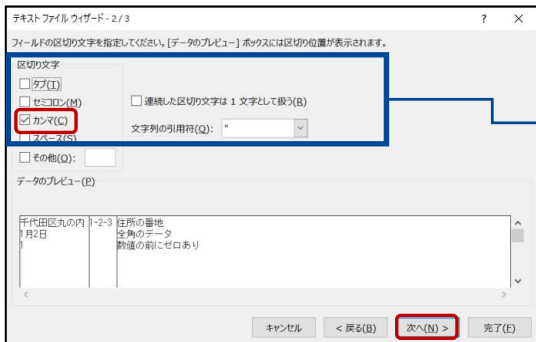 テキスト ファイル ウィザード - 2 / 3
? ×
フィールドの区切り文字を指定してください。[データのプレビュー] ボックスには区切り位置が表示されます。
区切り文字
タブ(T)
セミコロン(M)
連続した区切り文字は 1 文字として扱う(R)
カンマ(C)
文字列の引用符(Q): "
スペース(S)
その他(O):
データのプレビュー(P)
千代田区丸の内 1-2-3 住所の番地
1月2日 全角のデータ
1 数値の前にゼロあり
キャンセル < 戻る(B) 次へ(N) > 完了(F)